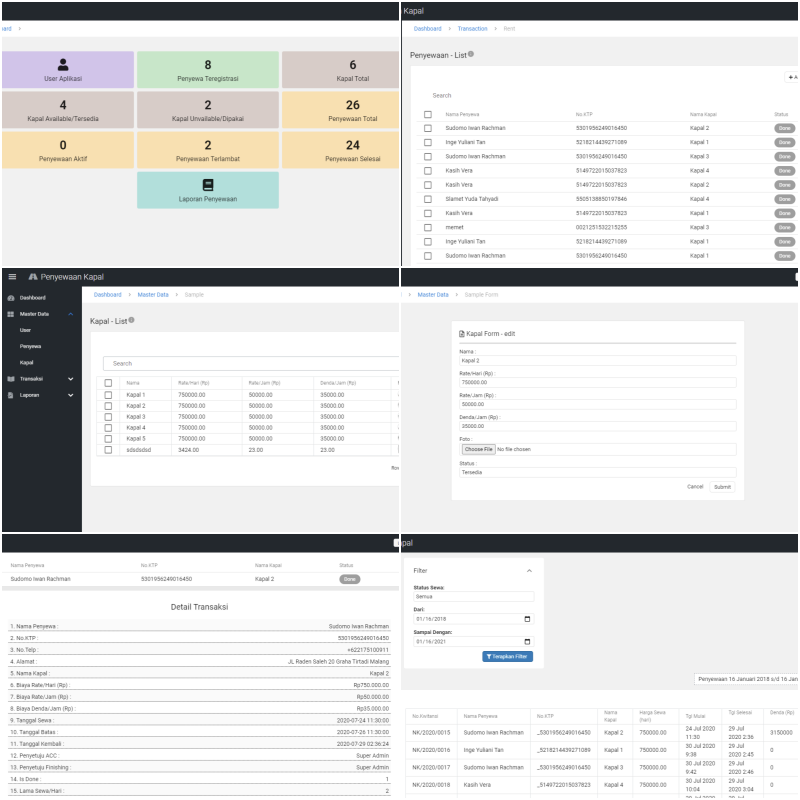 ard >
User Aplikasi
8
Penyewa Teregistrasi
6
Kapal Total
4
Kapal Available/Tersedia
2
Kapal Unvailable/Dipakai
26
Penyewaan Total
0
Penyewaan Aktif
2
Penyewaan Terlambat
24
Penyewaan Selesai
Laporan Penyewaan
Kapal
Dashboard > Transaction > Rent
Penyewaan - List
+ A
Search
Nama Penyewa No KTP Nama Kapal Status
Sudomo Iwan Rachman 5301956249016450 Kapal 2 Done
Inge Yuliani Tan 5218214439271089 Kapal 1 Done
Sudomo Iwan Rachman 5301956249016450 Kapal 3 Done
Kasih Vera 5149722015037823 Kapal 4 Done
Kasih Vera 5149722015037823 Kapal 2 Done
Slamet Yuda Tahyadi 5505138850197646 Kapal 4 Done
Kasih Vera 5149722015037823 Kapal 1 Done
memet 0021251532215255 Kapal 3 Done
Inge Yuliani Tan 5218214439271089 Kapal 1 Done
Sudomo Iwan Rachman 5301956249016450 Kapal 1 Done
Penyewaan Kapal
Dashboard
Master Data
User
Penyewa
Kapal
Transaksi
Laporan
Dashboard > Master Data > Sample
Kapal - List
Search
Nama Rate/Hari (Rp) Rate/Jam (Rp) Denda/Jam (Rp)
Kapal 1 750000.00 50000.00 35000.00
Kapal 2 750000.00 50000.00 35000.00
Kapal 3 750000.00 50000.00 35000.00
Kapal 4 750000.00 50000.00 35000.00
Kapal 5 750000.00 50000.00 35000.00
sdsdsdsd 3424.00 23.00 23.00
Ro
> Master Data > Sample Form
Kapal Form - edit
Nama :
Kapal 2
Rate/Hari (Rp) :
750000.00
Rate/Jam (Rp) :
50000.00
Denda/Jam (Rp) :
35000.00
Foto :
Choose File No file chosen
Status :
Tersedia
Cancel Submit
Nama Penyewa No.KTP Nama Kapal Status
Sudomo Iwan Rachman 5301956249016450 Kapal 2 Done
Detail Transaksi
1. Nama Penyewa : Sudomo Iwan Rachman
2. No.KTP : 5301956249016450
3. No.Telp : +622175100911
4. Alamat : JL Raden Saleh 20 Graha Tirtadi Malang
5. Nama Kapal : Kapal 2
6. Biaya Rate/Hari (Rp) : Rp750.000.00
7. Biaya Rate/Jam (Rp) : Rp50.000.00
8. Biaya Denda/Jam (Rp) : Rp35.000.00
9. Tanggal Sewa : 2020-07-24 11:30:00
10. Tanggal Batas : 2020-07-26 11:30:00
11. Tanggal Kembali : 2020-07-29 02:36:24
12. Penyetuju ACC : Super Admin
13. Penyetuju Finishing : Super Admin
14. Is Done : 1
15. Lama Sewa/Hari : 2
pal
Filter
Status Sewa:
Semua
Dari:
01/16/2018
Sampai Dengan:
01/16/2021
Terapkan Filter
Penyewaan 16 Januari 2018 s/d 16 Jan
No Kwitansi Nama Penyewa No KTP Nama Kapal Harga Sewa (hari) Tgl Mulai Tgl Selesai Denda (Rp)
NK/2020/0015 Sudomo Iwan Rachman _5301956249016450 Kapal 2 750000.00 24 Jul 2020 11:30 29 Jul 2020 2:36 3150000
NK/2020/0016 Inge Yuliani Tan _5218214439271089 Kapal 1 750000.00 30 Jul 2020 9:38 29 Jul 2020 2:45 0
NK/2020/0017 Sudomo Iwan Rachman _5301956249016450 Kapal 3 750000.00 30 Jul 2020 9:42 29 Jul 2020 2:46 0
NK/2020/0018 Kasih Vera _5149722015037823 Kapal 4 750000.00 30 Jul 2020 10:04 29 Jul 2020 3:04 0